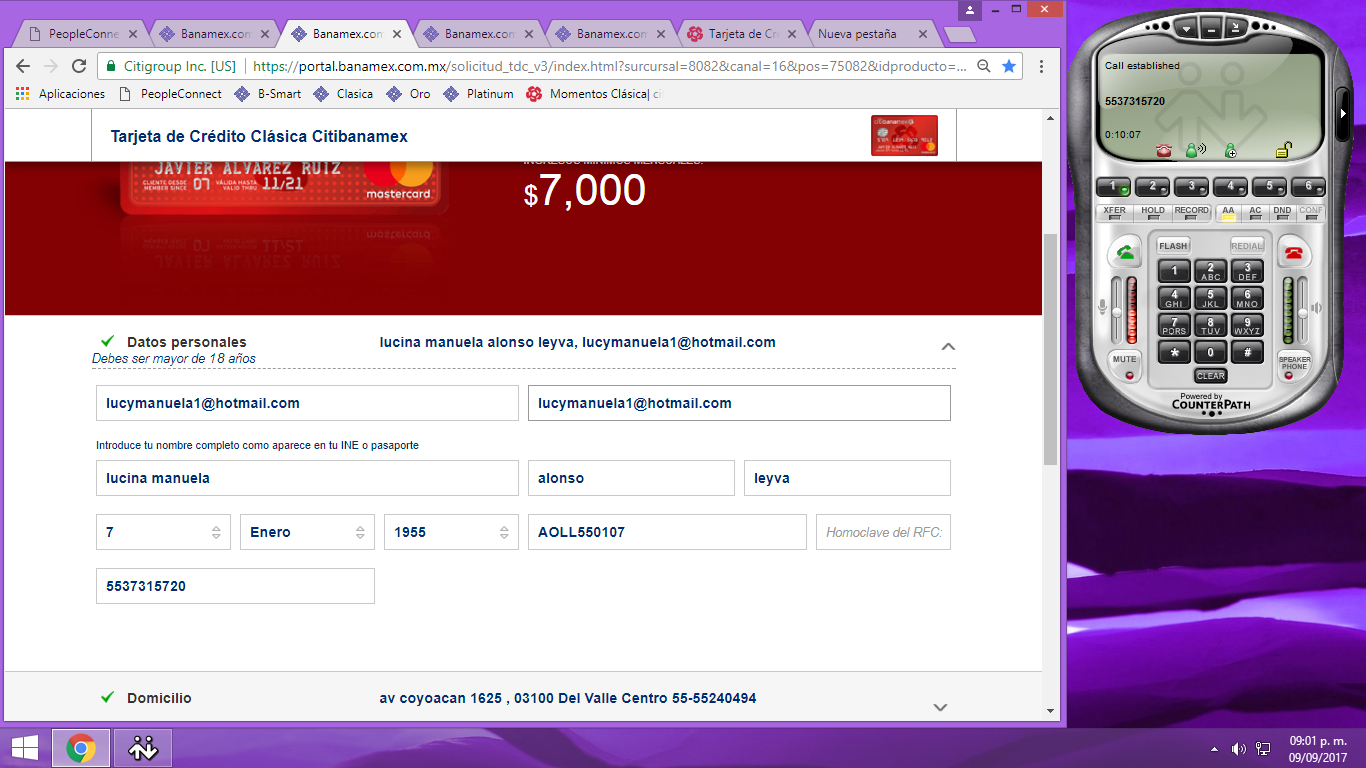 PeopleConne
Banamex.con
Banamex.con
Banamex.con
Banamex.con
Tarjeta de Cr
Nueva pestaña
Citigroup Inc. [US]
https://portal.banamex.com.mx/solicitud_tdc_v3/index.html?surcursal=8082&canal=16&pos=75082&idproducto=...
Aplicaciones
PeopleConnect
B-Smart
Clasica
Oro
Platinum
Momentos Clásica| ci
Tarjeta de Crédito Clásica Citibanamex
JAVIER ALVAREZ RUIZ
CLIENTE DESDE
MEMBER SINCE
07
VÁLIDA HASTA
VALID THRU
11/21
mastercard
INGRESOS MÍNIMOS MENSUALES:
$7,000
Datos personales
lucina manuela alonso leyva, lucymanuela1@hotmail.com
Debes ser mayor de 18 años
lucymanuela1@hotmail.com
lucymanuela1@hotmail.com
Introduce tu nombre completo como aparece en tu INE o pasaporte
lucina manuela
alonso
leyva
7
Enero
1955
AOLL550107
Homoclave del RFC:
5537315720
Domicilio
av coyoacan 1625 , 03100 Del Valle Centro 55-55240494
Call established
5537315720
0:10:07
1
2
3
4
5
6
XFER
HOLD
RECORD
AA
AC
DND
CONF
FLASH
REDIAL
1
2 ABC
3 DEF
4 GHI
5 JKL
6 MNO
7 PQRS
8 TUV
9 WXYZ
*
0
#
MUTE
SPEAKER
PHONE
CLEAR
Powered by
COUNTERPATH
09:01 p. m.
09/09/2017